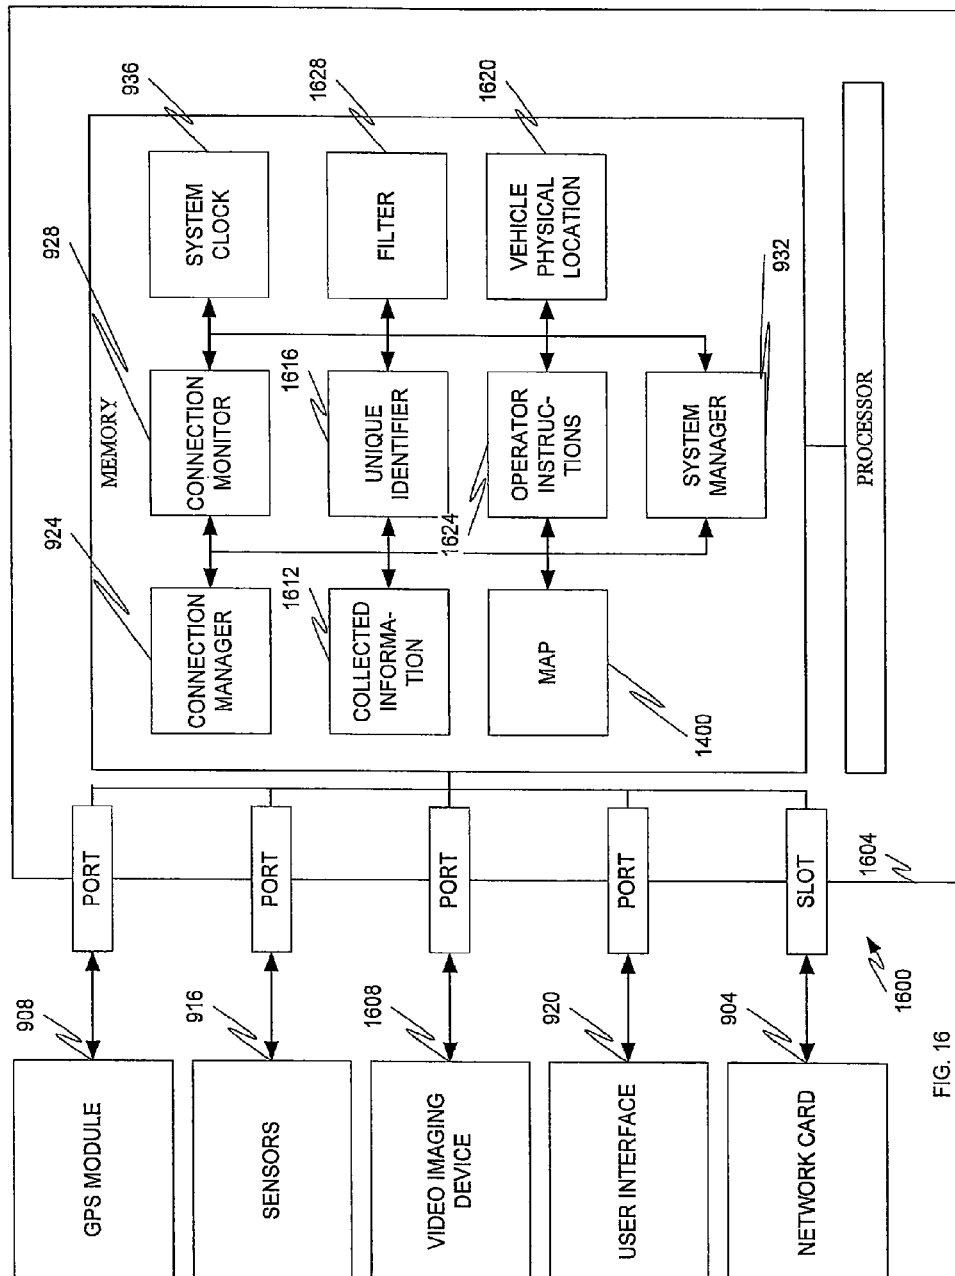 GPS MODULE
908
PORT
SENSORS
916
PORT
VIDEO IMAGING
DEVICE
1608
PORT
USER INTERFACE
920
PORT
NETWORK CARD
904
SLOT
1600
1604
MEMORY
924
CONNECTION
MANAGER
928
CONNECTION
MONITOR
936
SYSTEM
CLOCK
1612
COLLECTED
INFORMA-
TION
1616
UNIQUE
IDENTIFIER
1628
FILTER
MAP
1400
1624
OPERATOR
INSTRUC-
TIONS
1620
VEHICLE
PHYSICAL
LOCATION
SYSTEM
MANAGER
932
PROCESSOR
FIG. 16